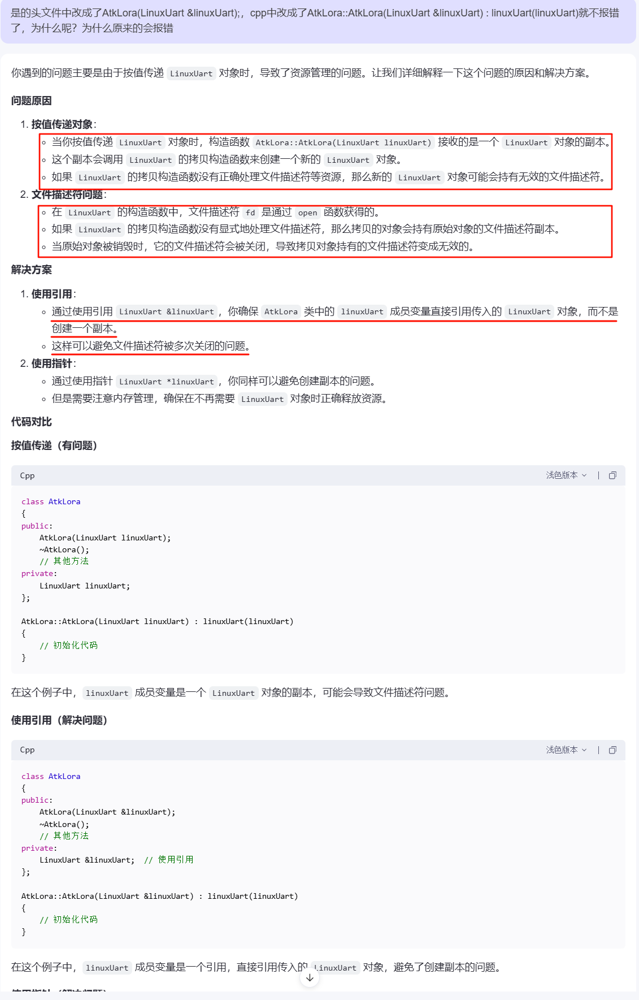 是的头文件中改成了AtkLora(LinuxUart &linuxUart);，cpp中改成了AtkLora::AtkLora(LinuxUart &linuxUart) : linuxUart(linuxUart)就不报错
了，为什么呢？为什么原来的会报错
你遇到的问题主要是由于按值传递 LinuxUart 对象时，导致了资源管理的问题。让我们详细解释一下这个问题的原因和解决方案。
问题原因
1. 按值传递对象：
◦ 当你按值传递 LinuxUart 对象时，构造函数 AtkLora::AtkLora(LinuxUart linuxUart) 接收的是一个 LinuxUart 对象的副本。
◦ 这个副本会调用 LinuxUart 的拷贝构造函数来创建一个新的 LinuxUart 对象。
◦ 如果 LinuxUart 的拷贝构造函数没有正确处理文件描述符等资源，那么新的 LinuxUart 对象可能会持有无效的文件描述符。
2. 文件描述符问题：
◦ 在 LinuxUart 的构造函数中，文件描述符 fd 是通过 open 函数获得的。
◦ 如果 LinuxUart 的拷贝构造函数没有显式地处理文件描述符，那么拷贝的对象会持有原始对象的文件描述符副本。
◦ 当原始对象被销毁时，它的文件描述符会被关闭，导致拷贝对象持有的文件描述符变成无效的。
解决方案
1. 使用引用：
◦ 通过使用引用 LinuxUart &linuxUart，你确保 AtkLora 类中的 linuxUart 成员变量直接引用传入的 LinuxUart 对象，而不是
创建一个副本。
◦ 这样可以避免文件描述符被多次关闭的问题。
2. 使用指针：
◦ 通过使用指针 LinuxUart *linuxUart，你同样可以避免创建副本的问题。
◦ 但是需要注意内存管理，确保在不再需要 LinuxUart 对象时正确释放资源。
代码对比
按值传递（有问题）
Cpp 浅色版本
class AtkLora
{
public:
    AtkLora(LinuxUart linuxUart);
    ~AtkLora();
    // 其他方法
private:
    LinuxUart linuxUart;
};
AtkLora::AtkLora(LinuxUart linuxUart) : linuxUart(linuxUart)
{
    // 初始化代码
}
在这个例子中，linuxUart 成员变量是一个 LinuxUart 对象的副本，可能会导致文件描述符问题。
使用引用（解决问题）
Cpp 浅色版本
class AtkLora
{
public:
    AtkLora(LinuxUart &linuxUart);
    ~AtkLora();
    // 其他方法
private:
    LinuxUart &linuxUart;  // 使用引用
};
AtkLora::AtkLora(LinuxUart &linuxUart) : linuxUart(linuxUart)
{
    // 初始化代码
}
在这个例子中，linuxUart 成员变量是一个引用，直接引用传入的 LinuxUart 对象，避免了创建副本的问题。
使用指针（解决问题）